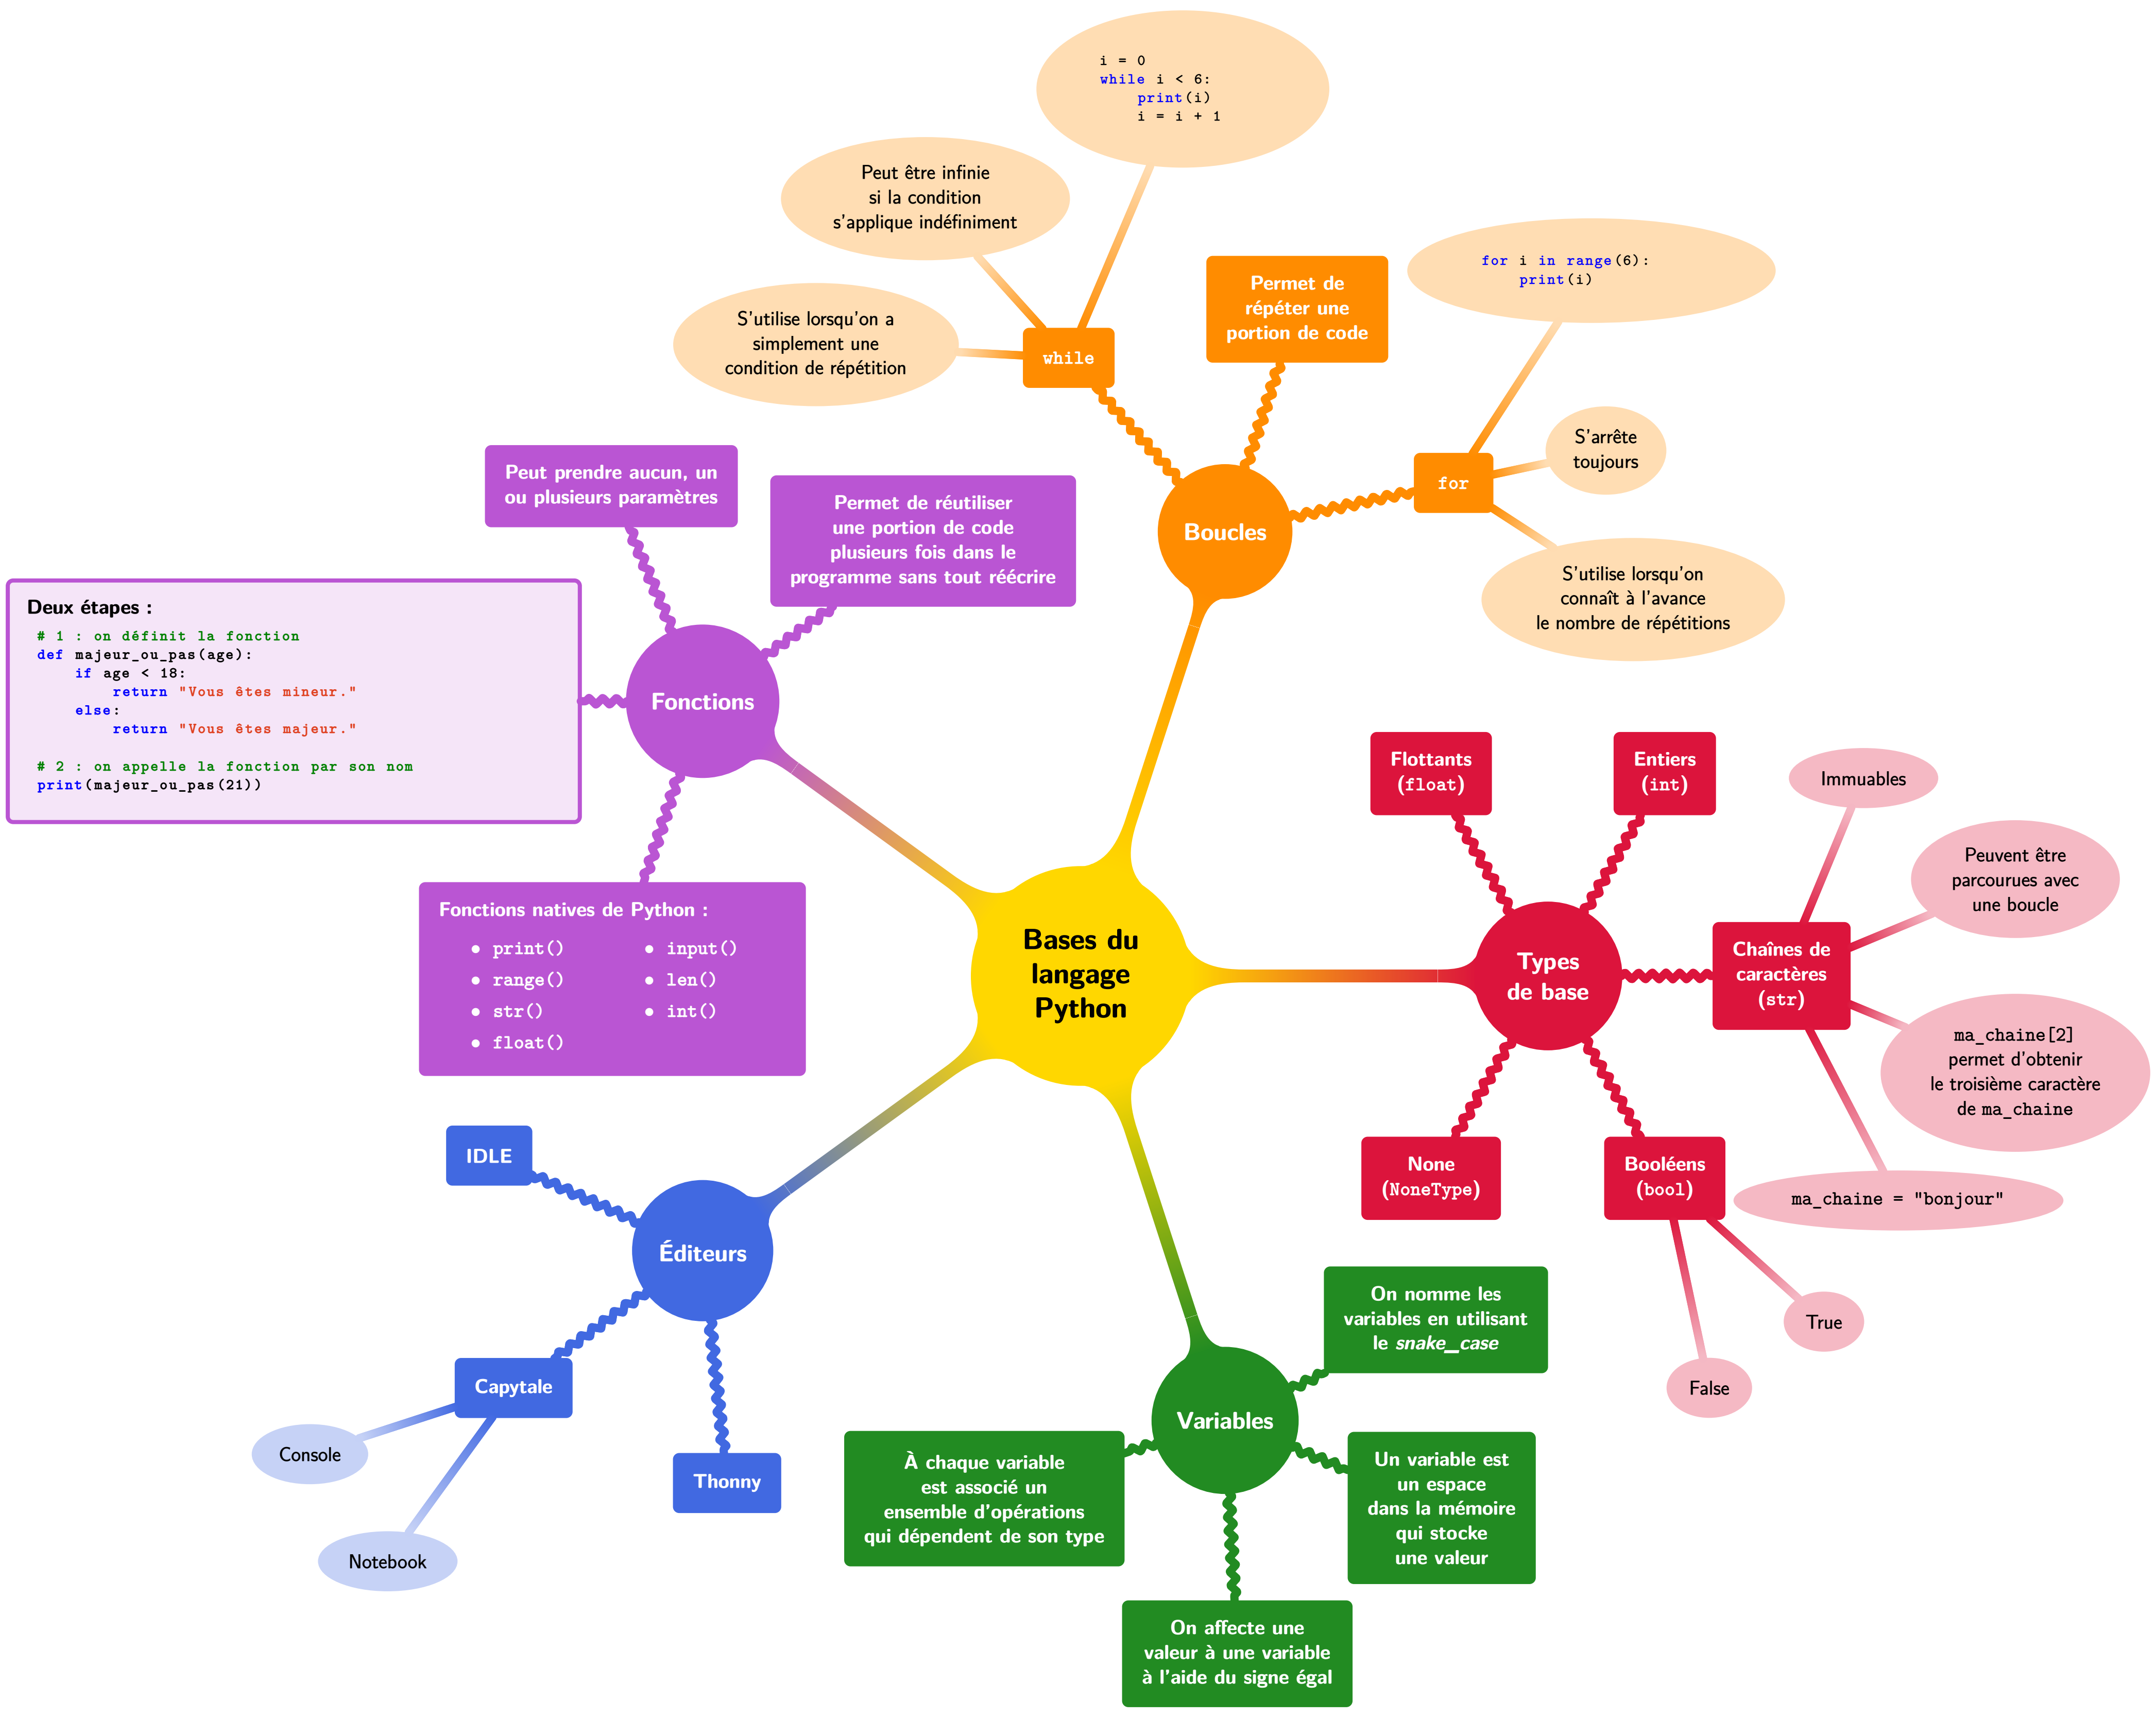 i = 0
while i < 6:
    print(i)
    i = i + 1
Peut être infinie
si la condition
s'applique indéfiniment
S'utilise lorsqu'on a
simplement une
condition de répétition
while
Permet de
répéter une
portion de code
for i in range(6):
    print(i)
S'arrête
toujours
for
S'utilise lorsqu'on
connaît à l'avance
le nombre de répétitions
Boucles
Peut prendre aucun, un
ou plusieurs paramètres
Permet de réutiliser
une portion de code
plusieurs fois dans le
programme sans tout réécrire
Deux étapes :
# 1 : on définit la fonction
def majeur_ou_pas(age):
    if age < 18:
        return "Vous êtes mineur."
    else:
        return "Vous êtes majeur."
# 2 : on appelle la fonction par son nom
print(majeur_ou_pas(21))
Fonctions
Fonctions natives de Python :
• print()
• range()
• str()
• float()
• input()
• len()
• int()
Bases du
langage
Python
Flottants
(float)
Entiers
(int)
Types
de base
Immuables
Peuvent être
parcourues avec
une boucle
Chaînes de
caractères
(str)
ma_chaine[2]
permet d'obtenir
le troisième caractère
de ma_chaine
ma_chaine = "bonjour"
None
(NoneType)
Booléens
(bool)
True
False
IDLE
Éditeurs
Capytale
Console
Notebook
Thonny
On nomme les
variables en utilisant
le snake_case
Variables
À chaque variable
est associé un
ensemble d'opérations
qui dépendent de son type
Un variable est
un espace
dans la mémoire
qui stocke
une valeur
On affecte une
valeur à une variable
à l'aide du signe égal